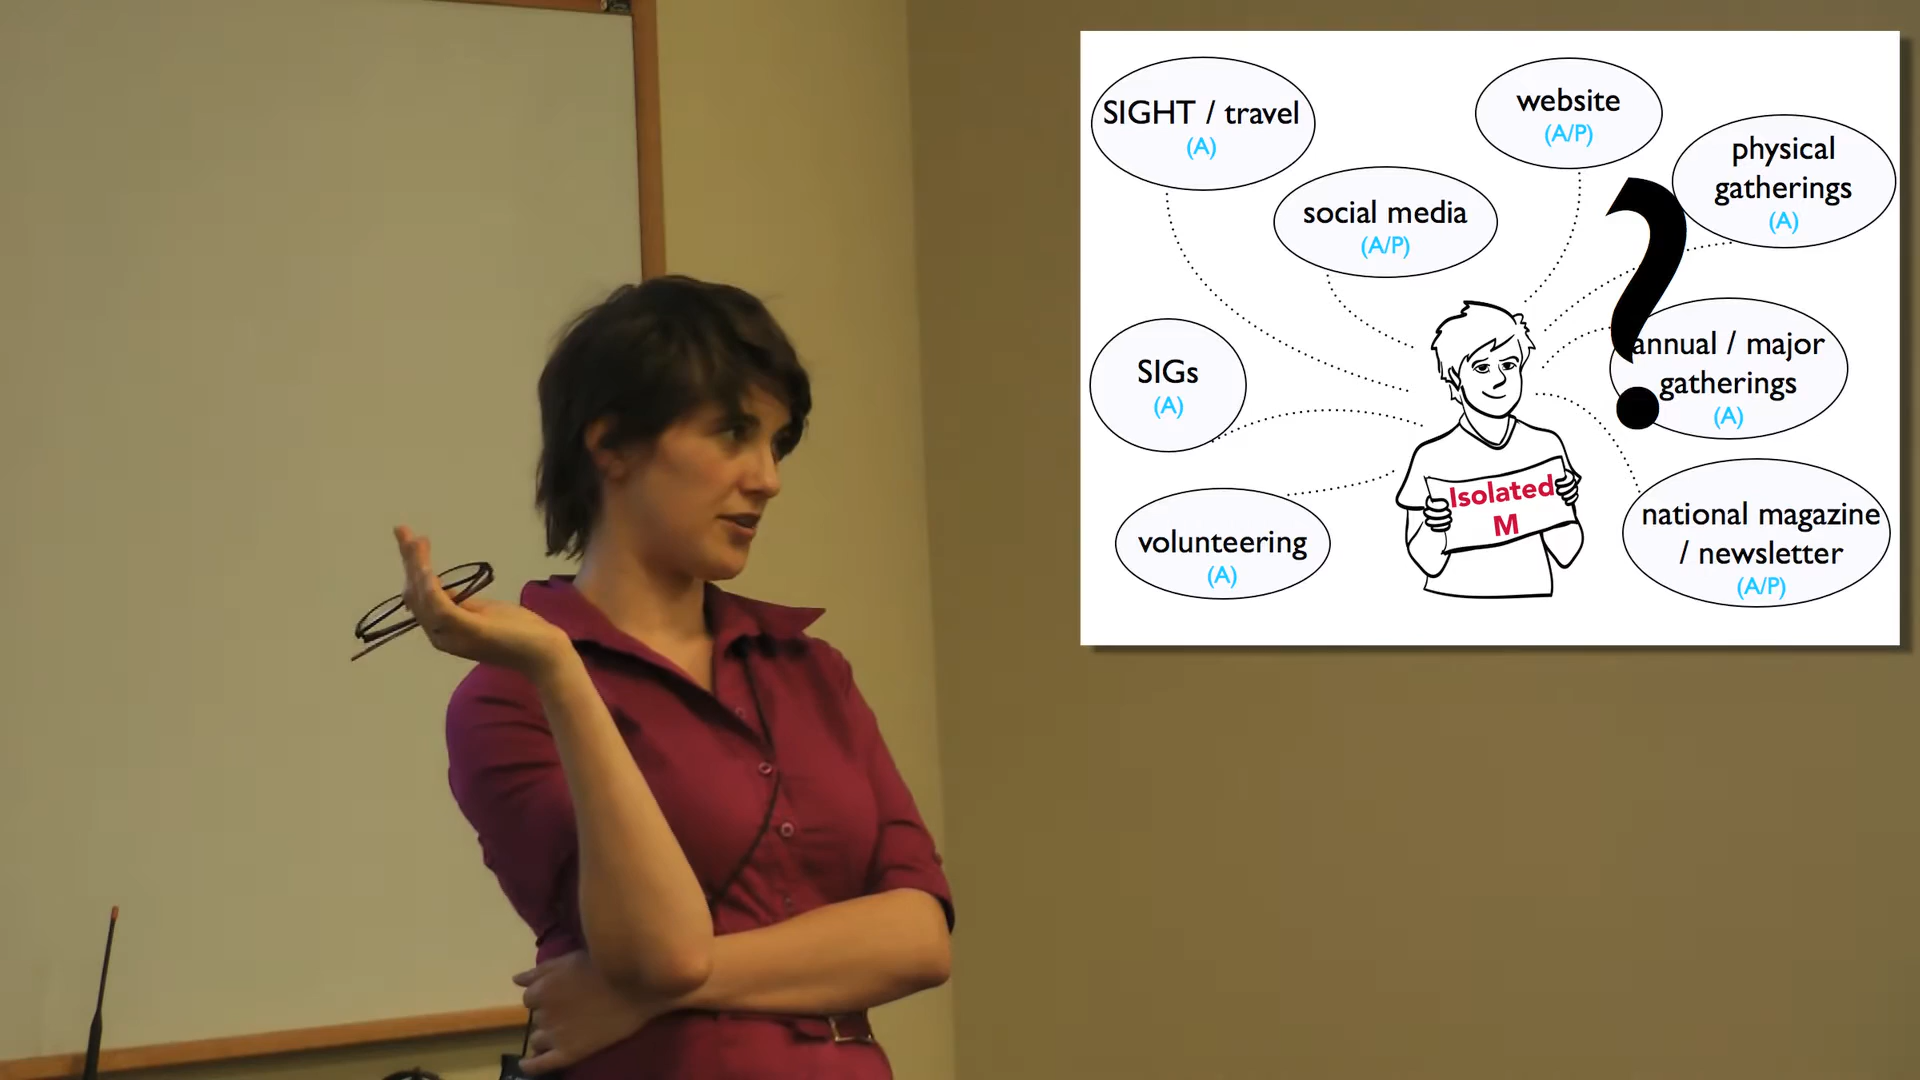 SIGHT / travel
(A)
website
(A/P)
physical
gatherings
(A)
social media
(A/P)
annual / major
gatherings
(A)
SIGs
(A)
Isolated
M
national magazine
/ newsletter
(A/P)
volunteering
(A)